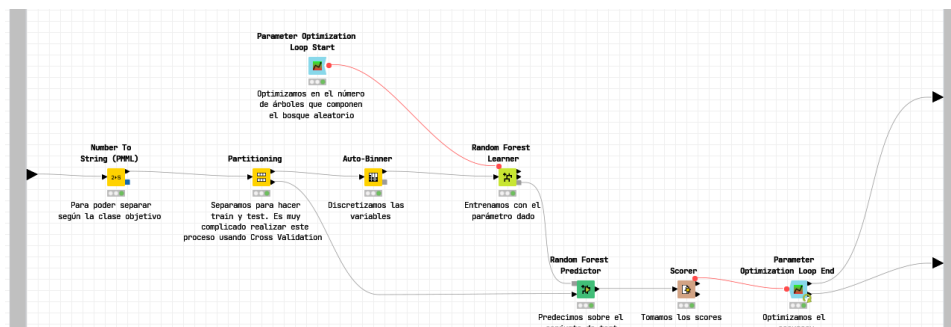 Parameter Optimization
Loop Start
Optimizamos en el número
de árboles que componen
el bosque aleatorio
Number To
String (PMML)
2→S
Para poder separar
según la clase objetivo
Partitioning
Separamos para hacer
train y test. Es muy
complicado realizar este
proceso usando Cross Validation
Auto-Binner
Discretizamos las
variables
Random Forest
Learner
Entrenamos con el
parámetro dado
Random Forest
Predictor
Predecimos sobre el
Scorer
Tomamos los scores
Parameter
Optimization Loop End
Optimizamos el